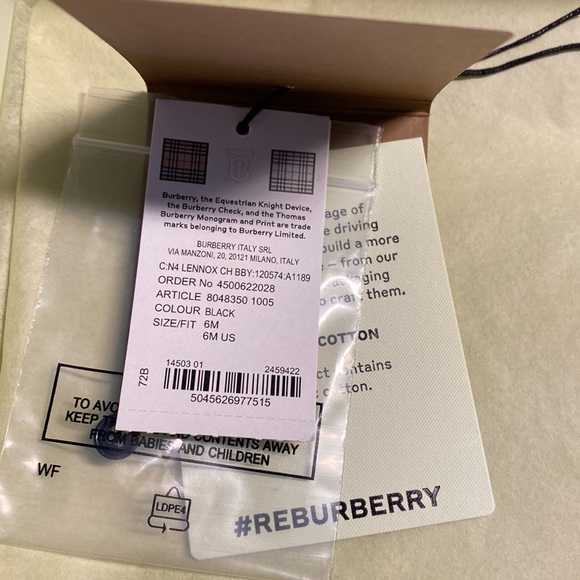 Burberry, the Equestrian Knight Device,
the Burberry Check, and the Thomas
Burberry Monogram and Print are trade
marks belonging to Burberry Limited.
BURBERRY ITALY SRL
VIA MANZONI, 20, 20121 MILANO, ITALY
C:N4 LENNOX CH BBY:120574:A1189
ORDER No 4500622028
ARTICLE 8048350 1005
COLOUR BLACK
SIZE/FIT 6M
6M US
72B
14503 01 2459422
5045626977515
age of
driving
build a more
– from our
to craft them.
COTTON
contains
cotton.
TO AVO
KEEP
CONTENTS AWAY
FROM BABIES AND CHILDREN
WF
LDPE4
#REBURBERRY